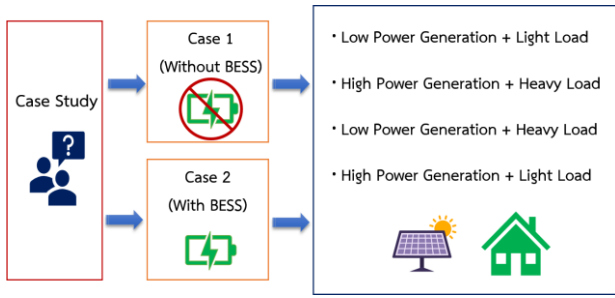 Case Study
?
Case 1
(Without BESS)
Case 2
(With BESS)
· Low Power Generation + Light Load
· High Power Generation + Heavy Load
· Low Power Generation + Heavy Load
· High Power Generation + Light Load